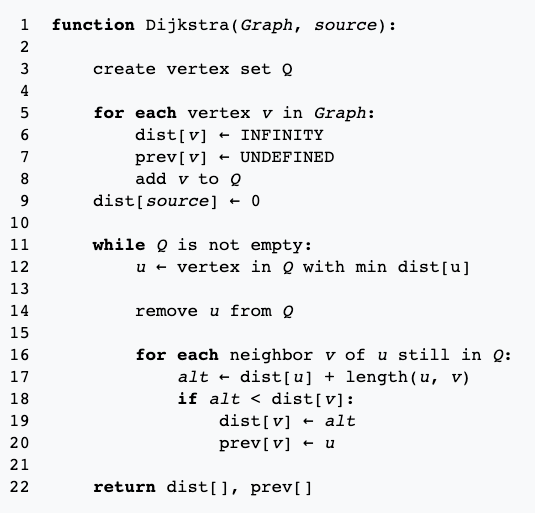 1 function Dijkstra(Graph, source):
2
3 create vertex set Q
4
5 for each vertex v in Graph:
6 dist[v] ← INFINITY
7 prev[v] ← UNDEFINED
8 add v to Q
9 dist[source] ← 0
10
11 while Q is not empty:
12 u ← vertex in Q with min dist[u]
13
14 remove u from Q
15
16 for each neighbor v of u still in Q:
17 alt ← dist[u] + length(u, v)
18 if alt < dist[v]:
19 dist[v] ← alt
20 prev[v] ← u
21
22 return dist[], prev[]